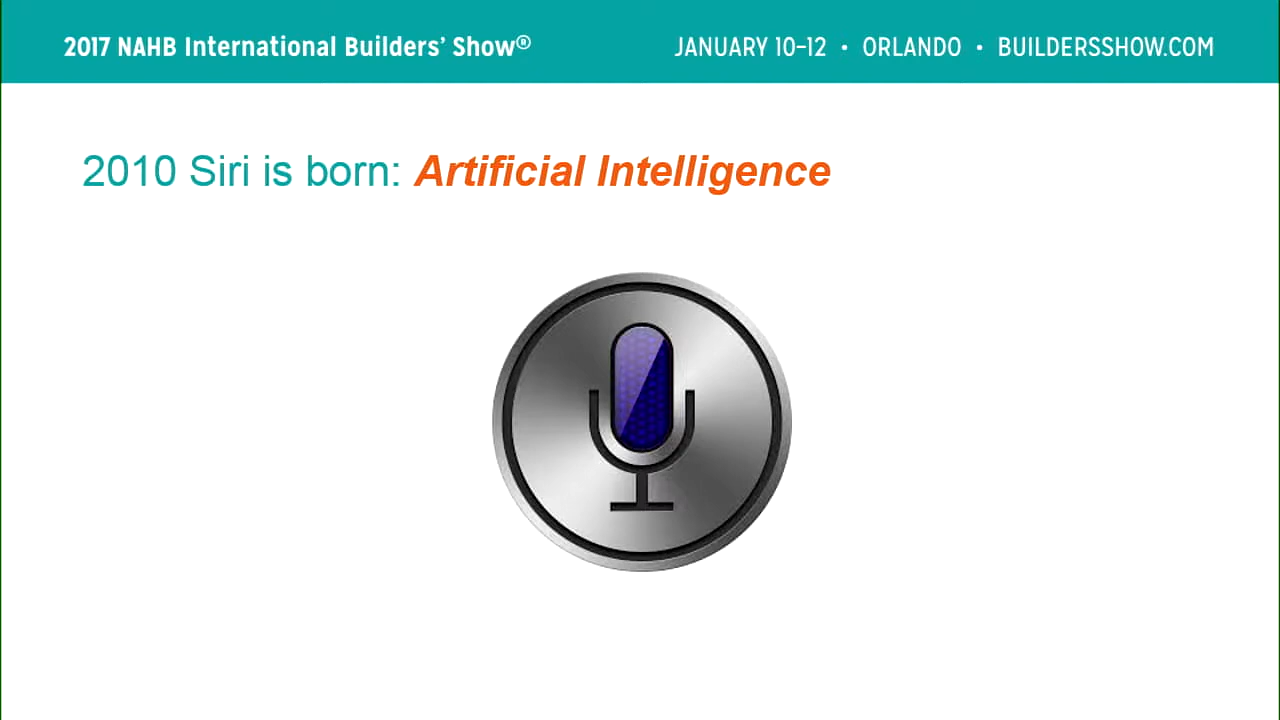 2017 NAHB International Builders' Show®
JANUARY 10–12 • ORLANDO • BUILDERSSHOW.COM
2010 Siri is born: Artificial Intelligence